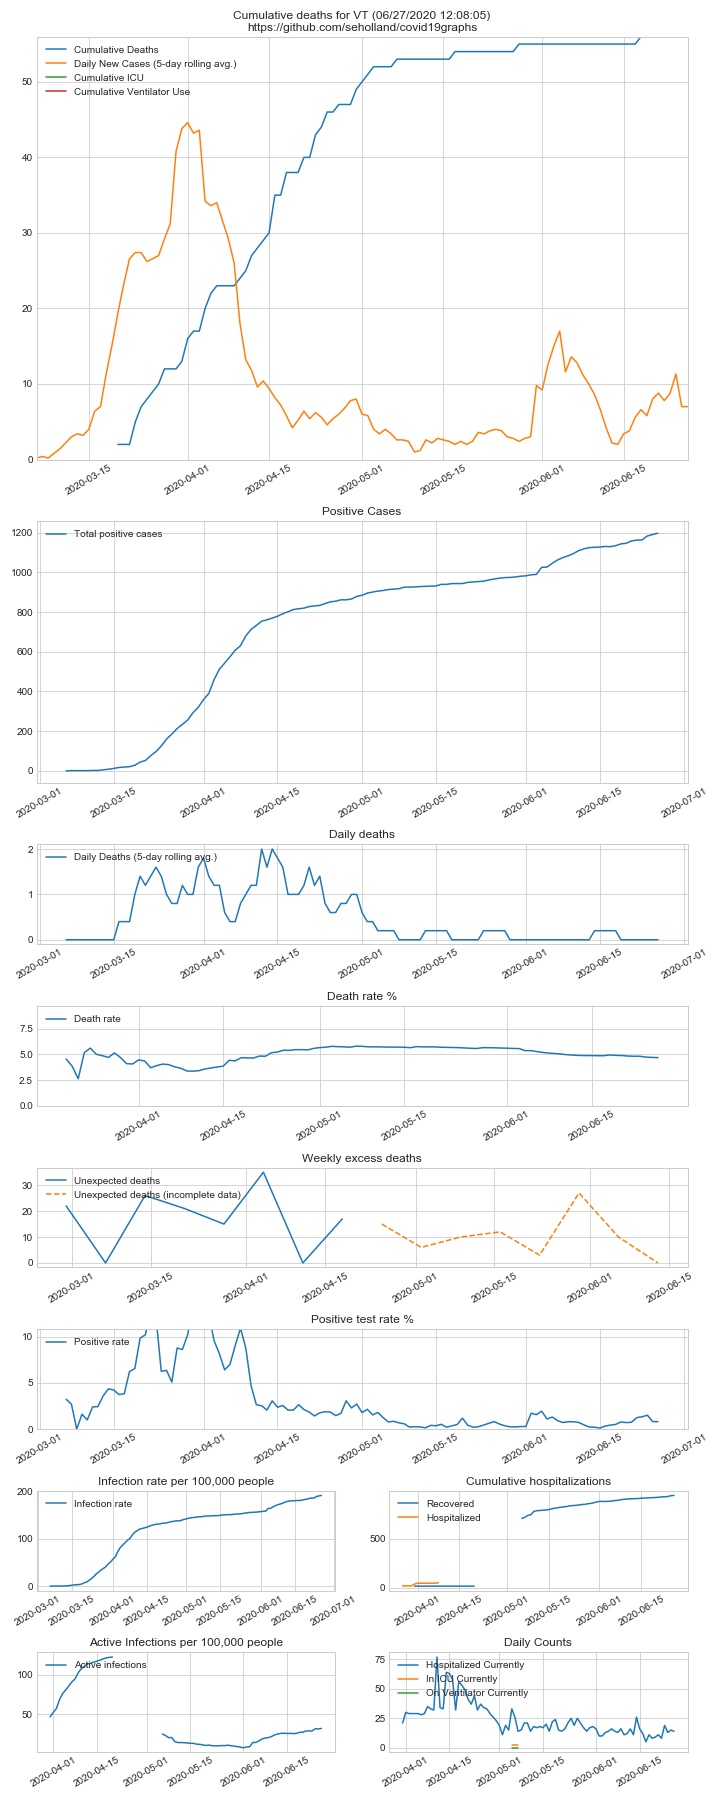 Cumulative deaths for VT (06/27/2020 12:08:05)
https://github.com/seholland/covid19graphs
Cumulative Deaths
Daily New Cases (5-day rolling avg.)
Cumulative ICU
Cumulative Ventilator Use
50
40
30
20
10
0
2020-03-15 2020-04-01 2020-04-15 2020-05-01 2020-05-15 2020-06-01 2020-06-15
Positive Cases
Total positive cases
1200
1000
800
600
400
200
0
2020-03-01 2020-03-15 2020-04-01 2020-04-15 2020-05-01 2020-05-15 2020-06-01 2020-06-15 2020-07-01
Daily deaths
Daily Deaths (5-day rolling avg.)
2
1
0
2020-03-01 2020-03-15 2020-04-01 2020-04-15 2020-05-01 2020-05-15 2020-06-01 2020-06-15 2020-07-01
Death rate %
Death rate
7.5
5.0
2.5
0.0
2020-04-01 2020-04-15 2020-05-01 2020-05-15 2020-06-01 2020-06-15
Weekly excess deaths
Unexpected deaths
Unexpected deaths (incomplete data)
30
20
10
0
2020-03-01 2020-03-15 2020-04-01 2020-04-15 2020-05-01 2020-05-15 2020-06-01 2020-06-15
Positive test rate %
Positive rate
10
5
0
2020-03-01 2020-03-15 2020-04-01 2020-04-15 2020-05-01 2020-05-15 2020-06-01 2020-06-15 2020-07-01
Infection rate per 100,000 people
Infection rate
200
100
0
2020-03-01 2020-03-15 2020-04-01 2020-04-15 2020-05-01 2020-05-15 2020-06-01 2020-06-15 2020-07-01
Cumulative hospitalizations
Recovered
Hospitalized
500
0
2020-04-01 2020-04-15 2020-05-01 2020-05-15 2020-06-01 2020-06-15
Active Infections per 100,000 people
Active infections
100
50
2020-04-01 2020-04-15 2020-05-01 2020-05-15 2020-06-01 2020-06-15
Daily Counts
Hospitalized Currently
In ICU Currently
On Ventilator Currently
75
50
25
0
2020-04-01 2020-04-15 2020-05-01 2020-05-15 2020-06-01 2020-06-15